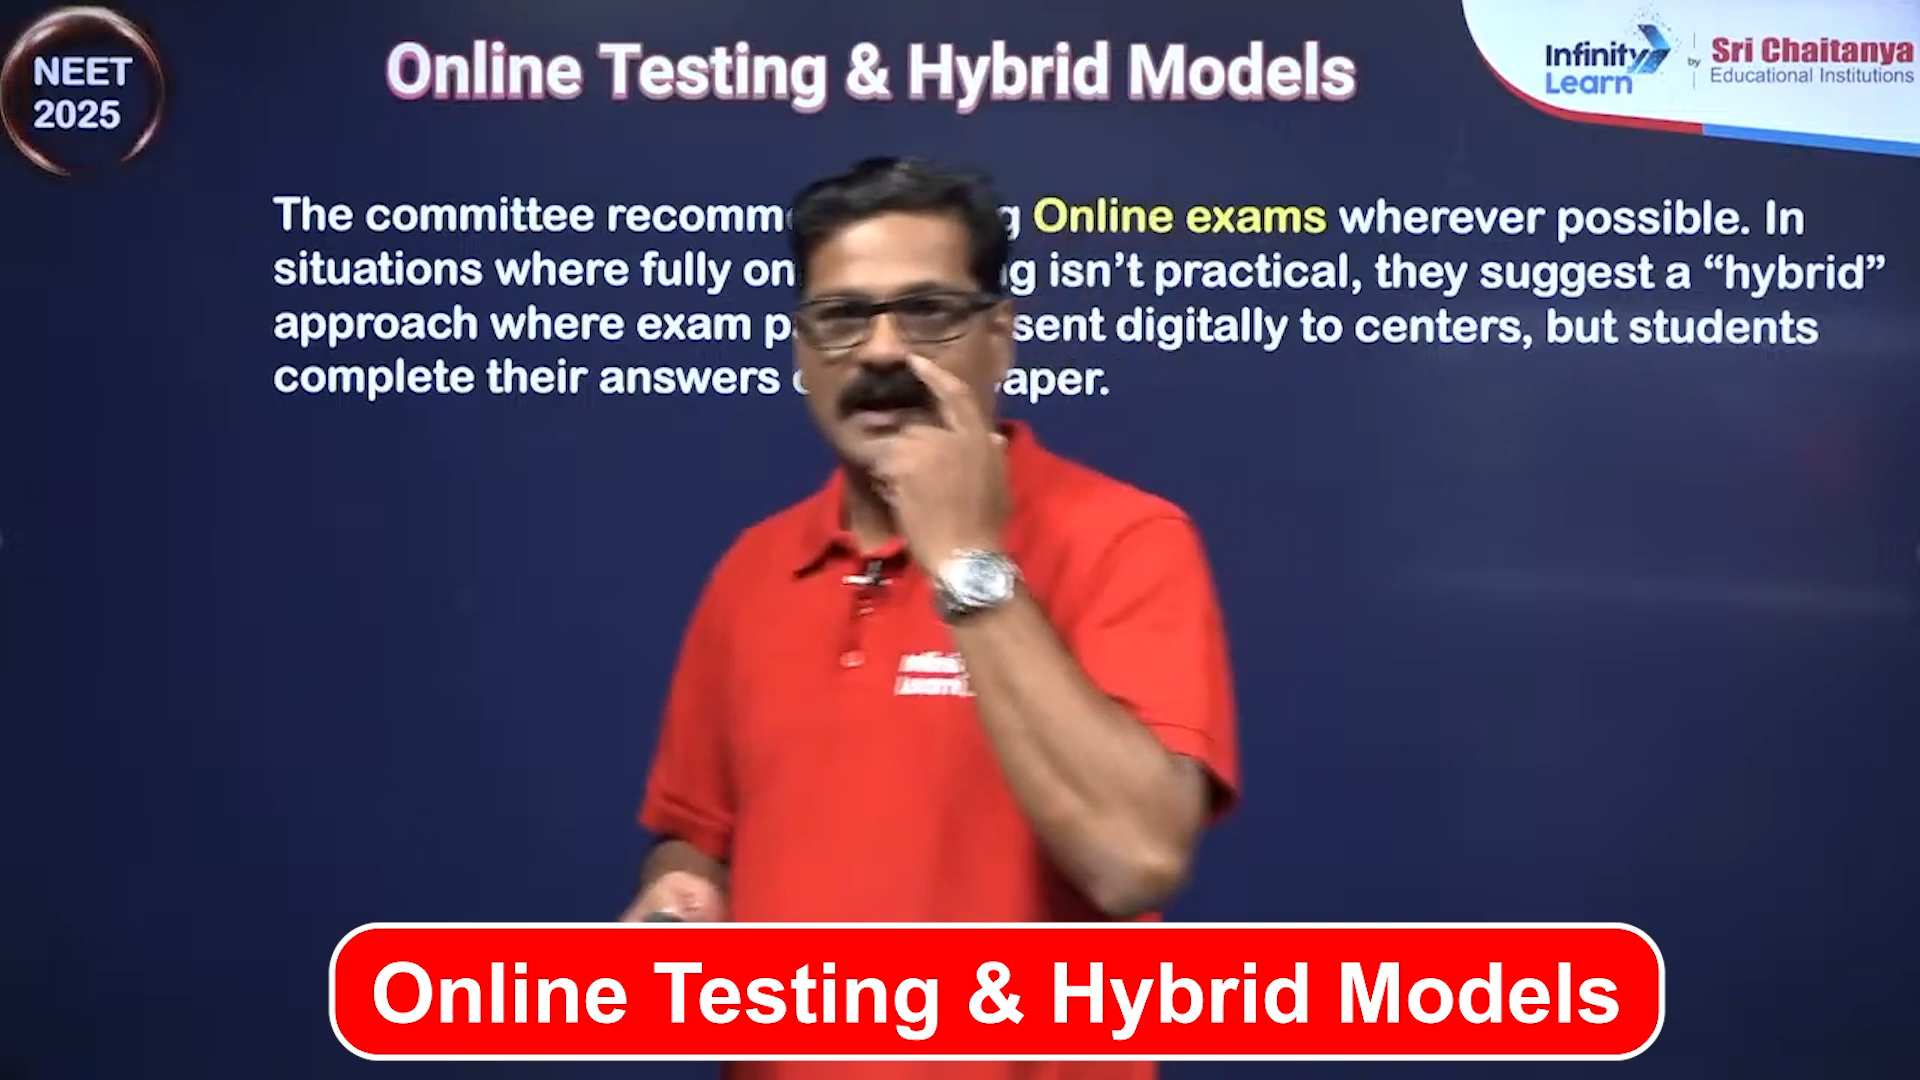 NEET
2025
Online Testing & Hybrid Models
Infinity
Learn
by
Sri Chaitanya
Educational Institutions
The committee Online exams wherever possible. In
situations where fully isn’t practical, they suggest a “hybrid”
approach where exam sent digitally to centers, but students
complete their answers
Online Testing & Hybrid Models